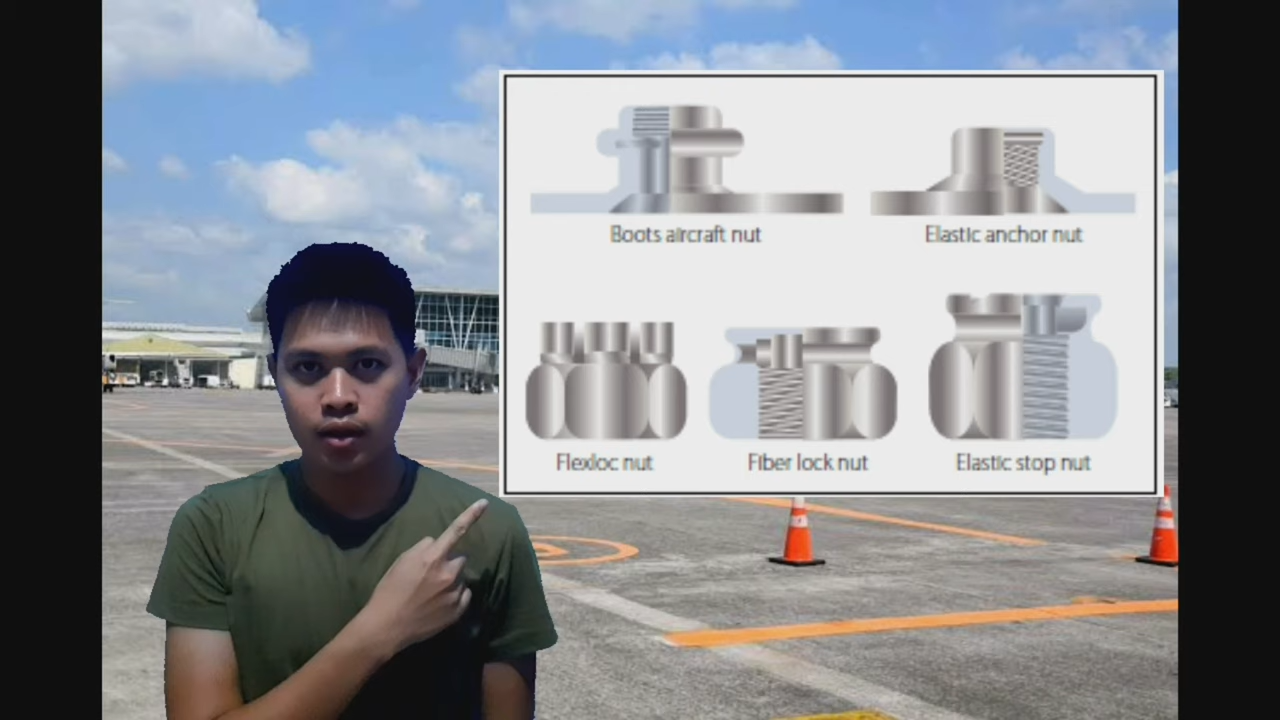 Boots aircraft nut
Elastic anchor nut
Flexloc nut
Fiber lock nut
Elastic stop nut